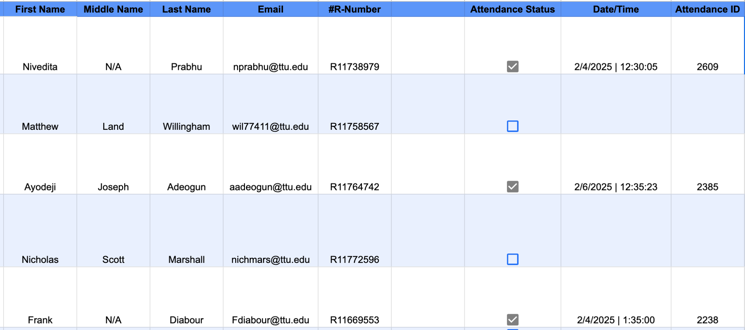 First Name Middle Name Last Name Email #R-Number Attendance Status Date/Time Attendance ID
Nivedita N/A Prabhu nprabhu@ttu.edu R11738979 2/4/2025 | 12:30:05 2609
Matthew Land Willingham wil77411@ttu.edu R11758567
Ayodeji Joseph Adeogun aadeogun@ttu.edu R11764742 2/6/2025 | 12:35:23 2385
Nicholas Scott Marshall nichmars@ttu.edu R11772596
Frank N/A Diabour Fdiabour@ttu.edu R11669553 2/4/2025 | 1:35:00 2238